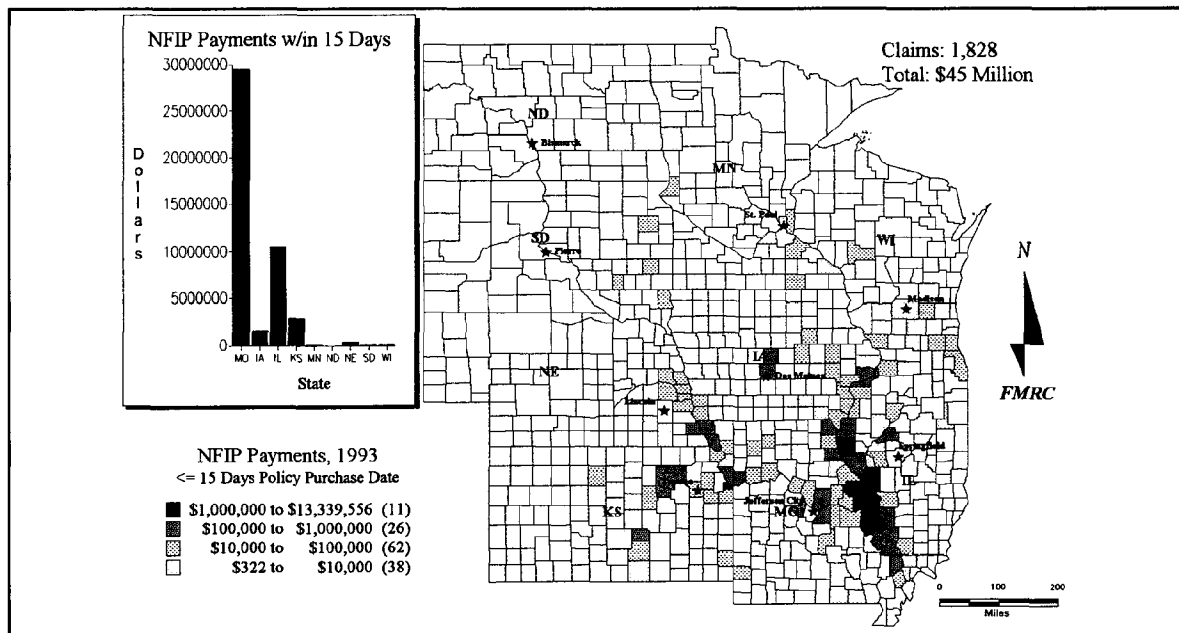 NFIP Payments w/in 15 Days
30000000
25000000
20000000
15000000
10000000
5000000
0
Dollars
MO IA IL KS MN ND NE SD WI
State
Claims: 1,828
Total: $45 Million
ND
Bismarck
MN
St. Paul
SD
Pierre
WI
Madison
N
FMRC
IA
Des Moines
NE
Lincoln
Springfield
IL
Jefferson City
MO
KS
NFIP Payments, 1993
<= 15 Days Policy Purchase Date
$1,000,000 to $13,339,556 (11)
$100,000 to $1,000,000 (26)
$10,000 to $100,000 (62)
$322 to $10,000 (38)
0 100 200
Miles